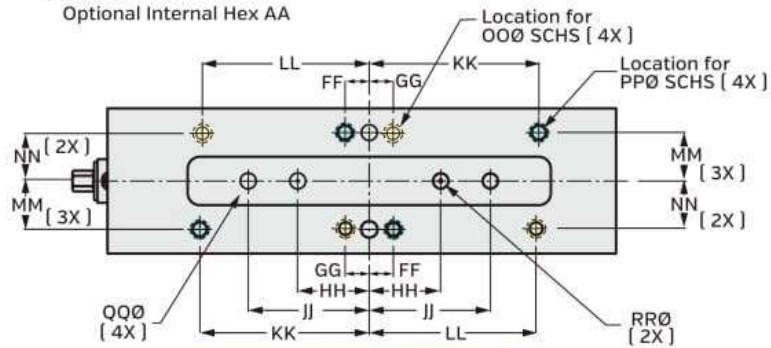 Optional Internal Hex AA
Location for
OOØ SCHS [ 4X ]
LL
KK
Location for
PPØ SCHS [ 4X ]
FF
GG
NN [ 2X ]
MM
[ 3X ]
MM
[ 3X ]
NN
[ 2X ]
GG
FF
HH
HH
QQØ
[ 4X ]
JJ
JJ
RRØ
[ 2X ]
KK
LL